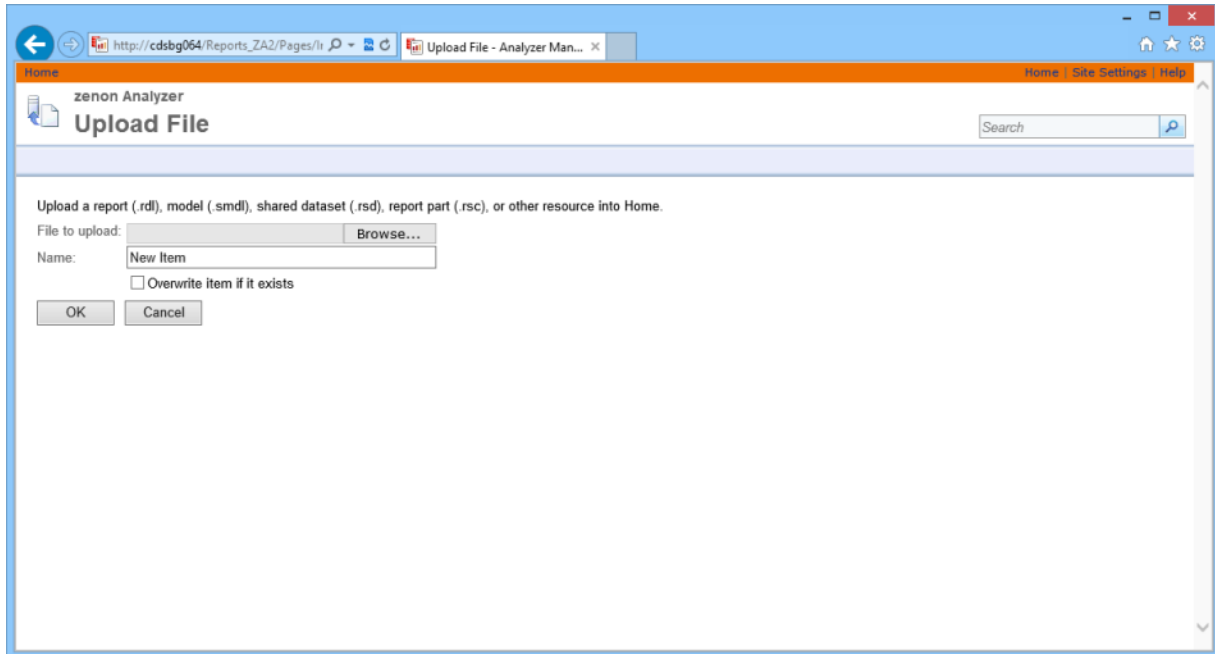 http://cdsbg064/Reports_ZA2/Pages/I
Upload File - Analyzer Man...
Home
Home | Site Settings | Help
zenon Analyzer
Upload File
Search
Upload a report (.rdl), model (.smdl), shared dataset (.rsd), report part (.rsc), or other resource into Home.
File to upload:
Browse...
Name:
New Item
Overwrite item if it exists
OK
Cancel